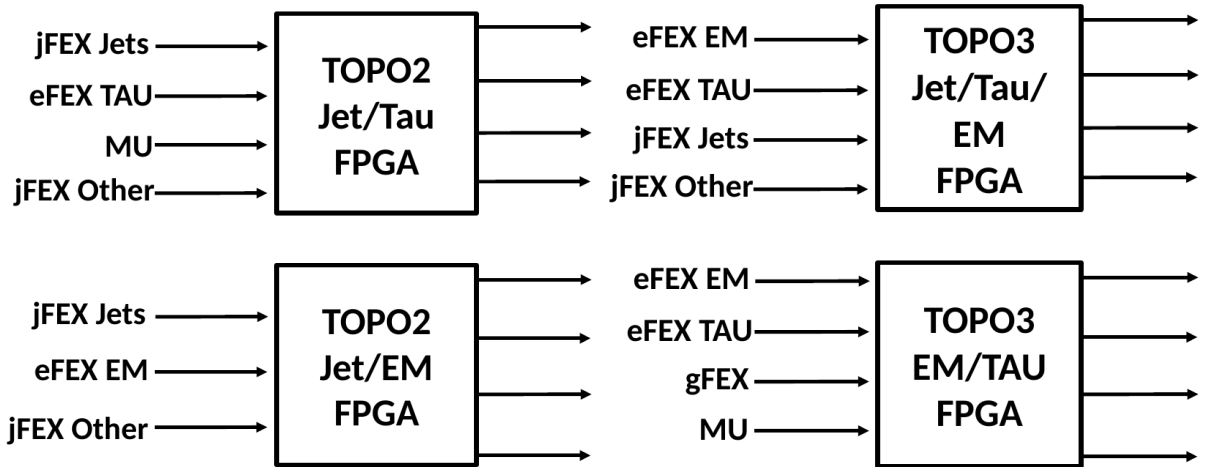 jFEX Jets
eFEX TAU
MU
jFEX Other
TOPO2
Jet/Tau
FPGA
eFEX EM
eFEX TAU
jFEX Jets
jFEX Other
TOPO3
Jet/Tau/
EM
FPGA
jFEX Jets
eFEX EM
jFEX Other
TOPO2
Jet/EM
FPGA
eFEX EM
eFEX TAU
gFEX
MU
TOPO3
EM/TAU
FPGA